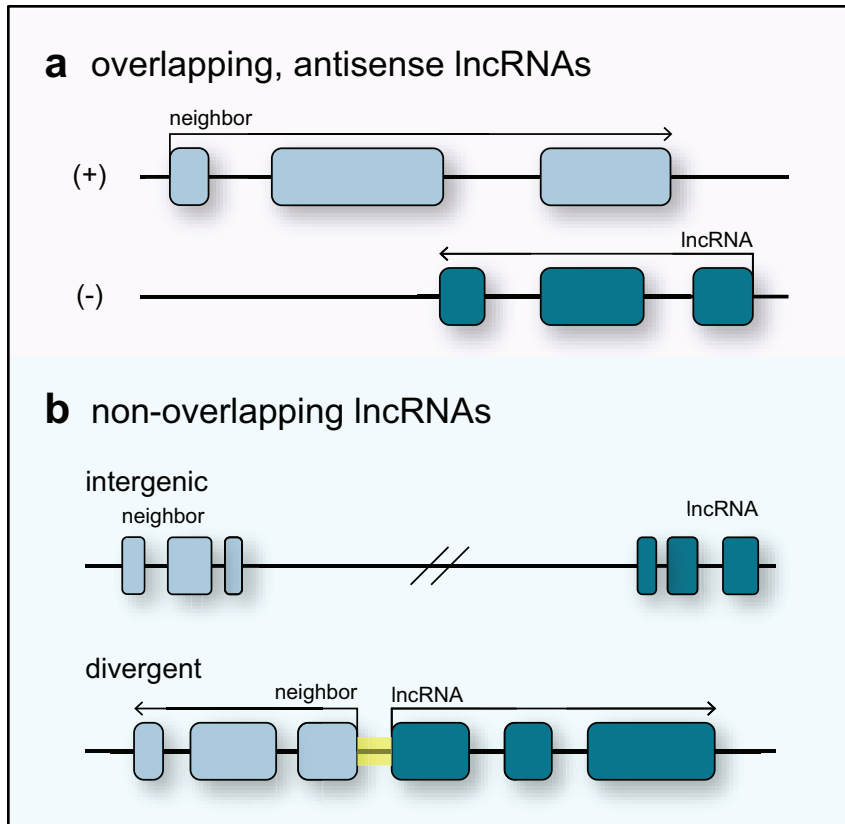 a overlapping, antisense lncRNAs
neighbor
(+)
lncRNA
(-)
b non-overlapping lncRNAs
intergenic
neighbor
lncRNA
divergent
neighbor
lncRNA